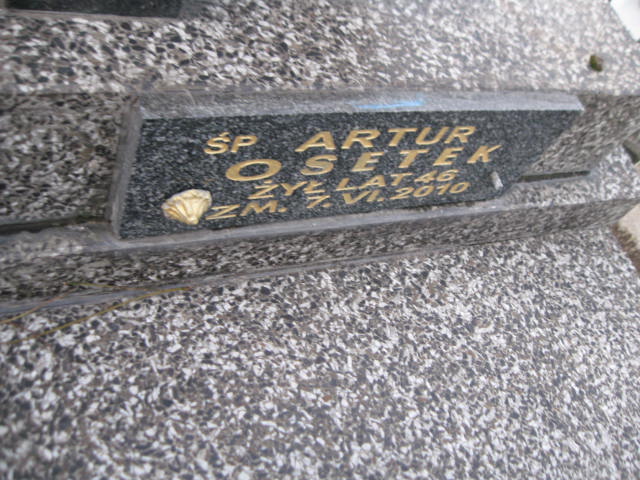 ŚP ARTUR
OSETEK
ŻYŁ LAT 46
ZM. 7.VI.2010